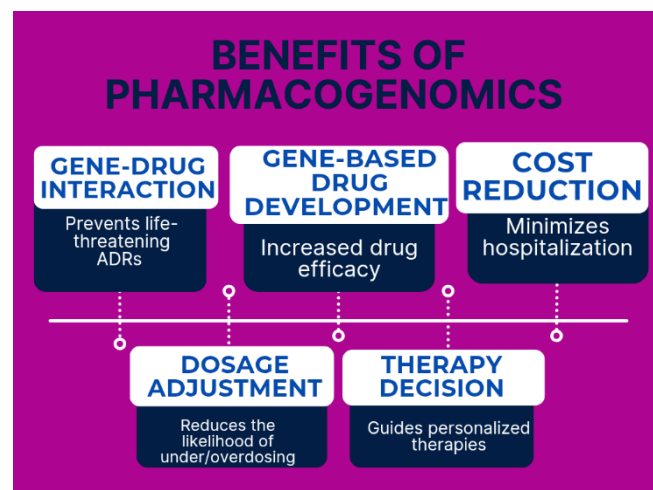 BENEFITS OF
PHARMACOGENOMICS
GENE-DRUG
INTERACTION
Prevents life-
threatening
ADRs
GENE-BASED
DRUG
DEVELOPMENT
Increased drug
efficacy
COST
REDUCTION
Minimizes
hospitalization
DOSAGE
ADJUSTMENT
Reduces the
likelihood of
under/overdosing
THERAPY
DECISION
Guides personalized
therapies